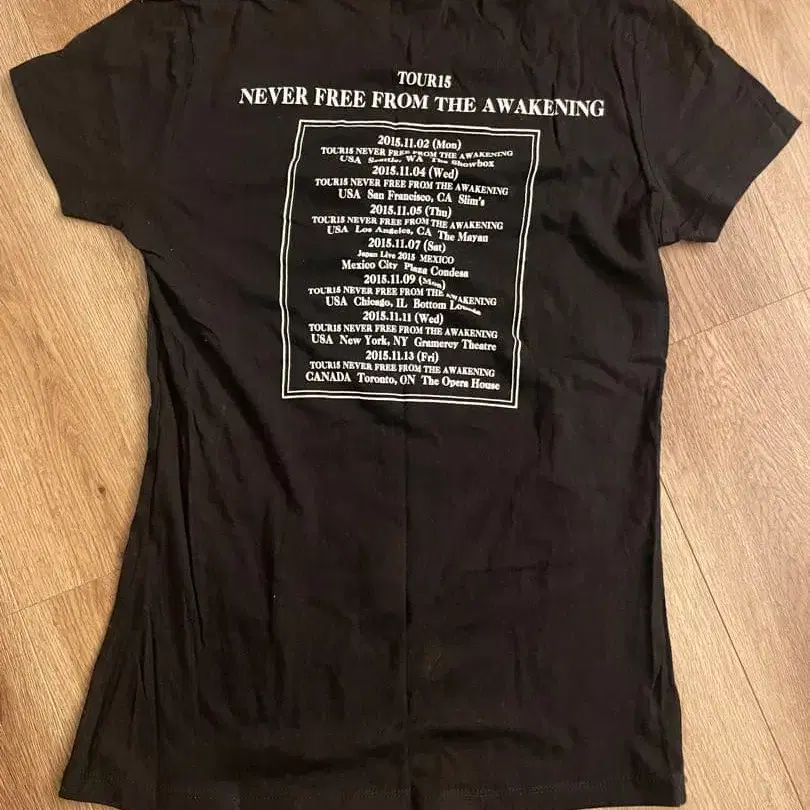 TOUR15
NEVER FREE FROM THE AWAKENING
2015.11.02 (Mon)
TOUR15 NEVER FREE FROM THE AWAKENING
USA Seattle, WA The Showbox
2015.11.04 (Wed)
TOUR15 NEVER FREE FROM THE AWAKENING
USA San Francisco, CA Slim's
2015.11.05 (Thu)
TOUR15 NEVER FREE FROM THE AWAKENING
USA Los Angeles, CA The Mayan
2015.11.07 (Sat)
Japan Live 2015 MEXICO
Mexico City Plaza Condesa
2015.11.09 (Mon)
TOUR15 NEVER FREE FROM THE AWAKENING
USA Chicago, IL Bottom Lounge
2015.11.11 (Wed)
TOUR15 NEVER FREE FROM THE AWAKENING
USA New York, NY Gramercy Theatre
2015.11.13 (Fri)
TOUR15 NEVER FREE FROM THE AWAKENING
CANADA Toronto, ON The Opera House